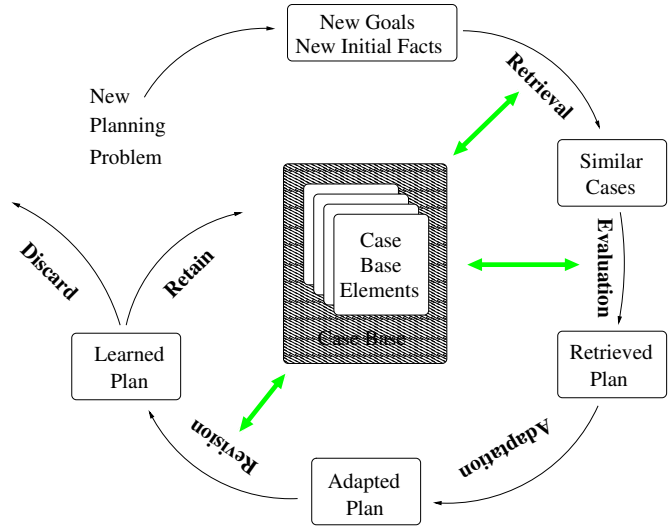 New Goals
New Initial Facts
Retrieval
New
Planning
Problem
Similar
Cases
Case
Base
Elements
Case Base
Evaluation
Discard
Retain
Learned
Plan
Retrieved
Plan
Revision
Adaptation
Adapted
Plan